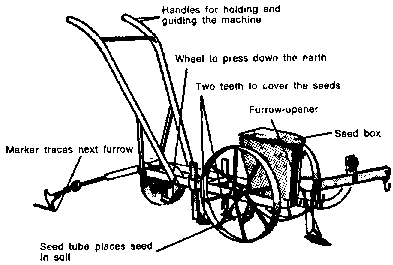 Handles for holding and
guiding the machine
Wheel to press down the earth
Two teeth to cover the seeds
Furrow-opener
Seed box
Marker traces next furrow
Seed tube places seed
in soil